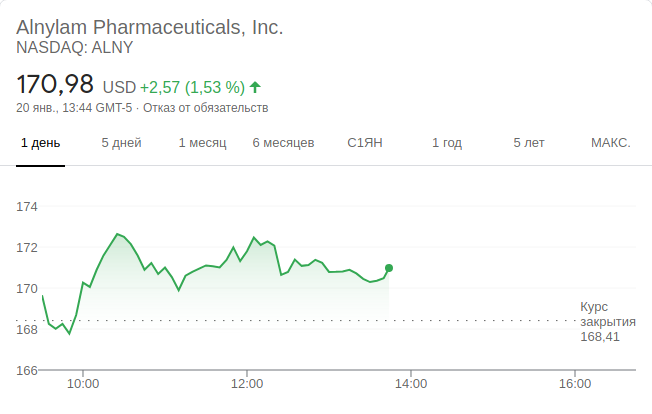 Alnylam Pharmaceuticals, Inc.
NASDAQ: ALNY
170,98 USD +2,57 (1,53 %)
20 янв., 13:44 GMT-5 · Отказ от обязательств
1 день 5 дней 1 месяц 6 месяцев С1ЯН 1 год 5 лет МАКС.
174
172
170
168
166
Курс
закрытия
168,41
10:00 12:00 14:00 16:00